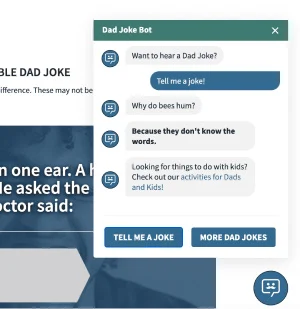 Dad Joke Bot
Want to hear a Dad Joke?
Tell me a joke!
Why do bees hum?
Because they don't know the
words.
Looking for things to do with kids?
Check out our activities for Dads
and Kids!
TELL ME A JOKE
MORE DAD JOKES
BLE DAD JOKE
ifference. These may not be
n one ear. A h
He asked the
octor said: